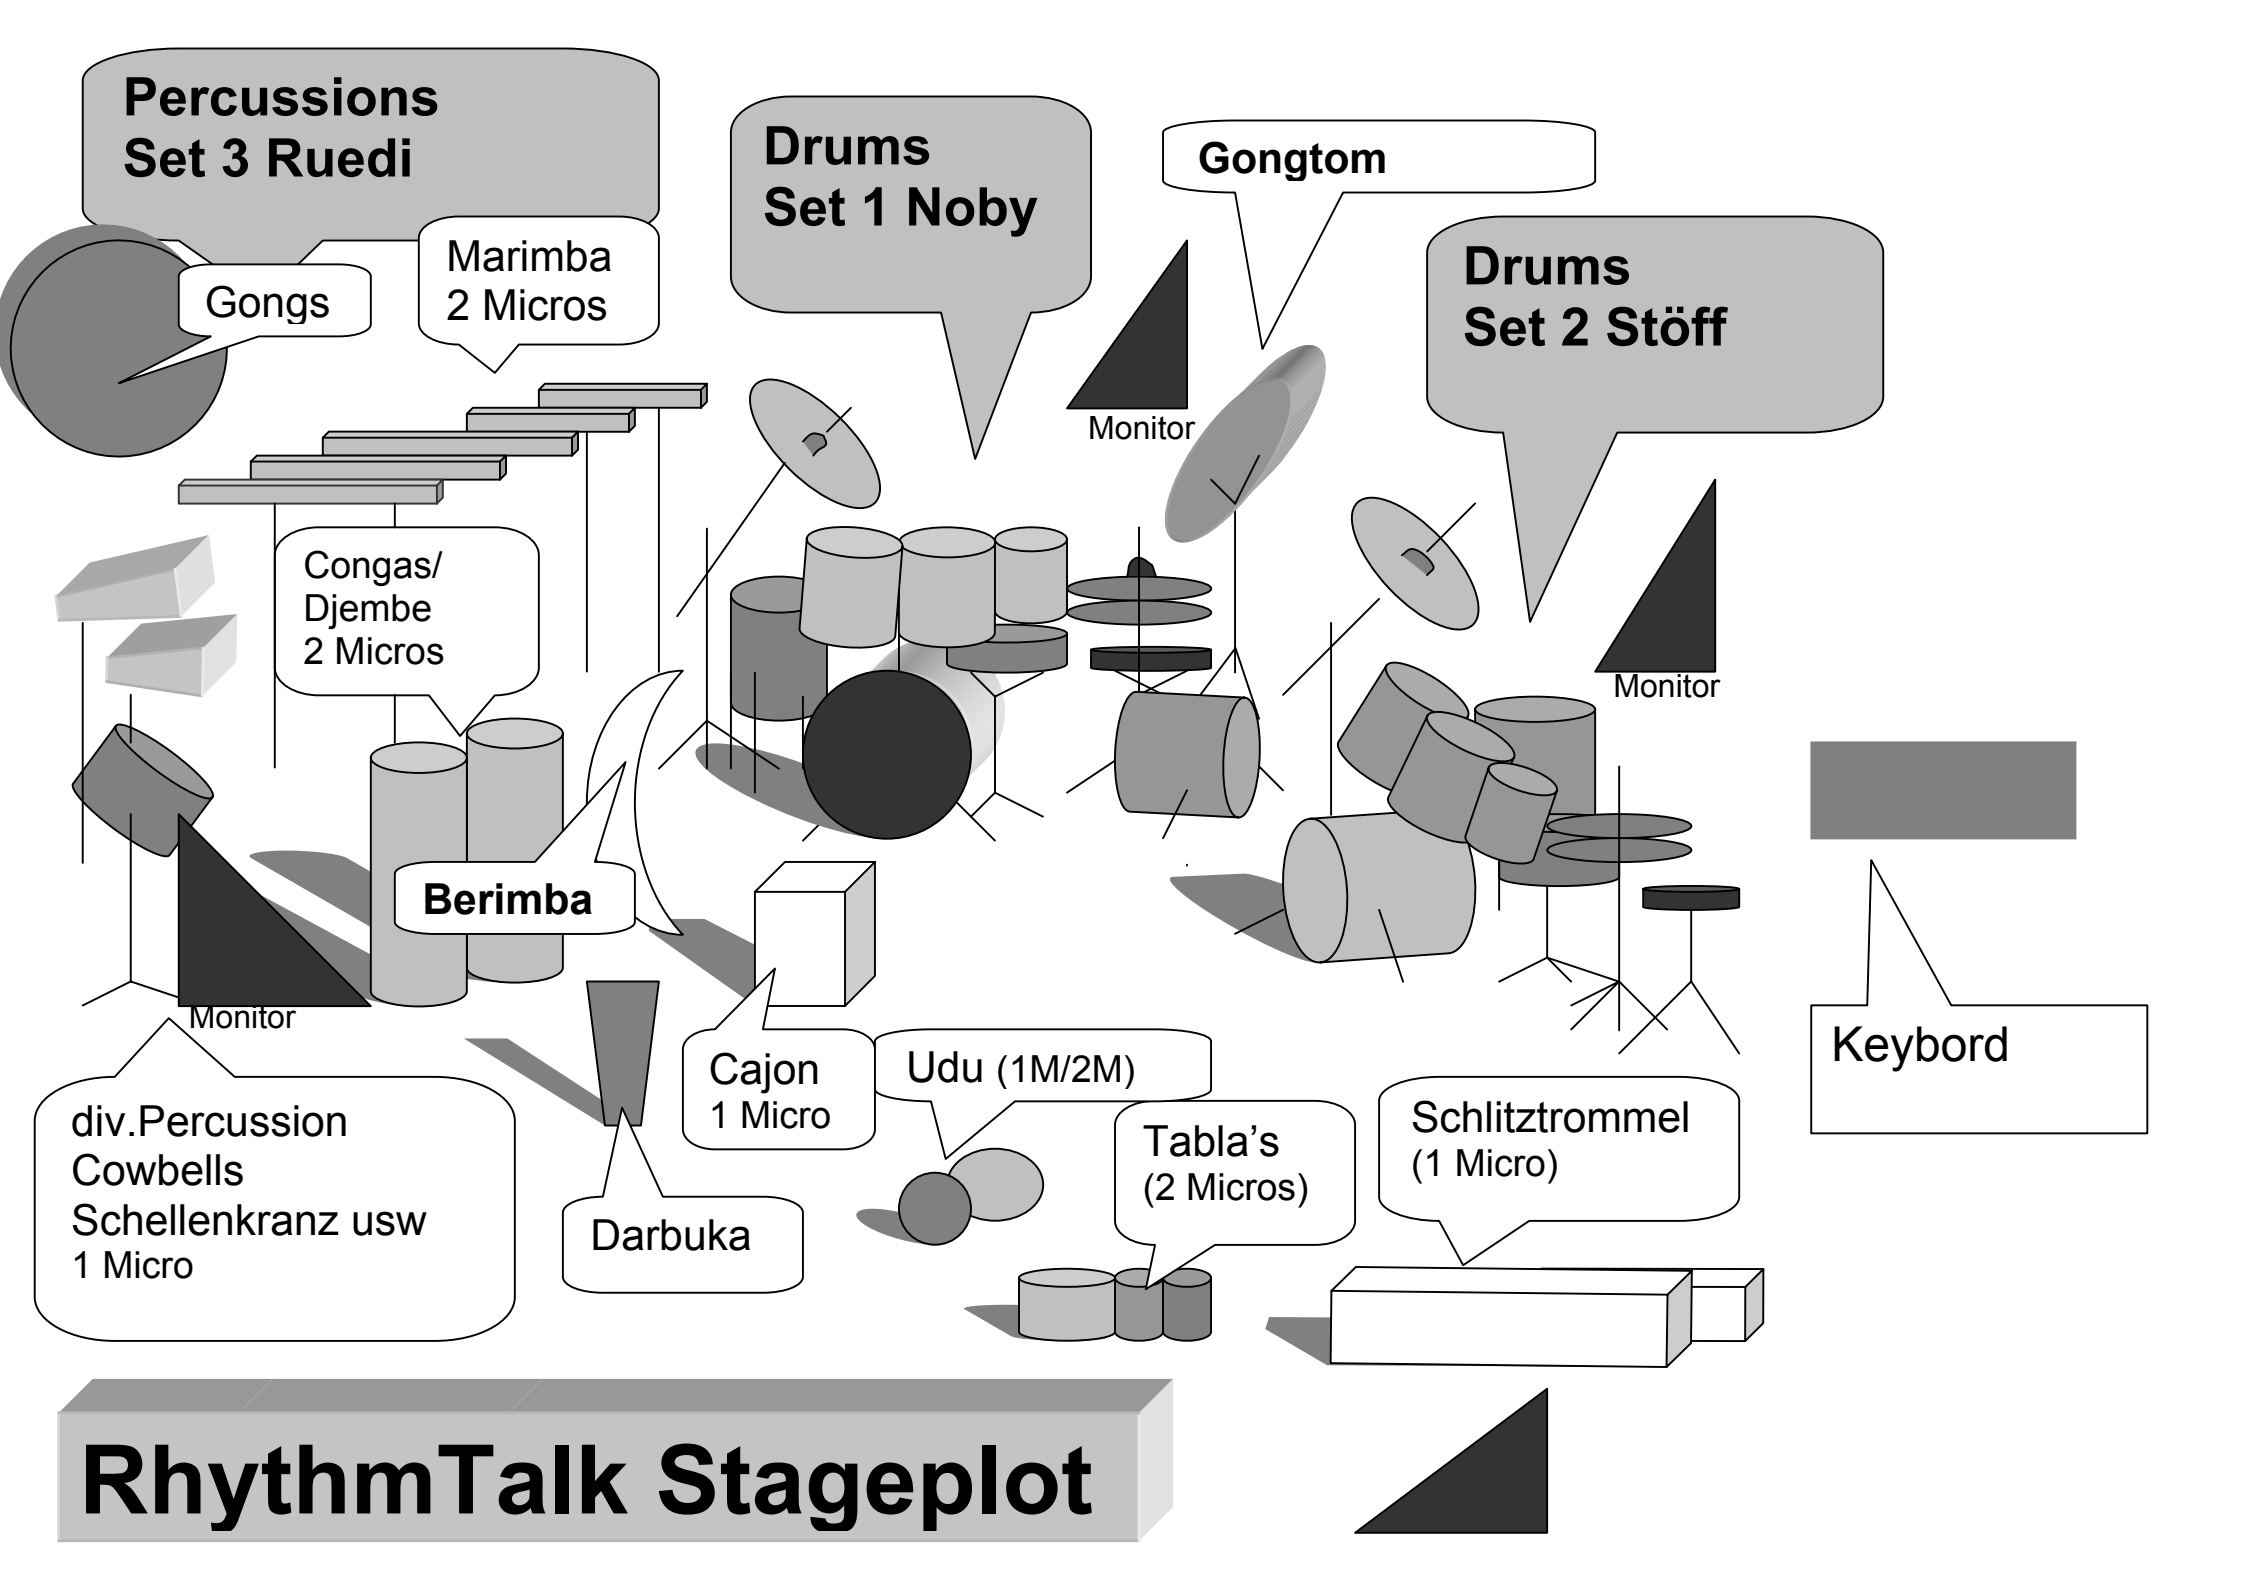 Percussions
Set 3 Ruedi
Drums
Set 1 Noby
Gongtom
Drums
Set 2 Stöff
Gongs
Marimba
2 Micros
Monitor
Congas/
Djembe
2 Micros
Monitor
Berimba
Monitor
Keybord
Cajon
1 Micro
Udu (1M/2M)
Tabla’s
(2 Micros)
Schlitztrommel
(1 Micro)
div.Percussion
Cowbells
Schellenkranz usw
1 Micro
Darbuka
RhythmTalk Stageplot